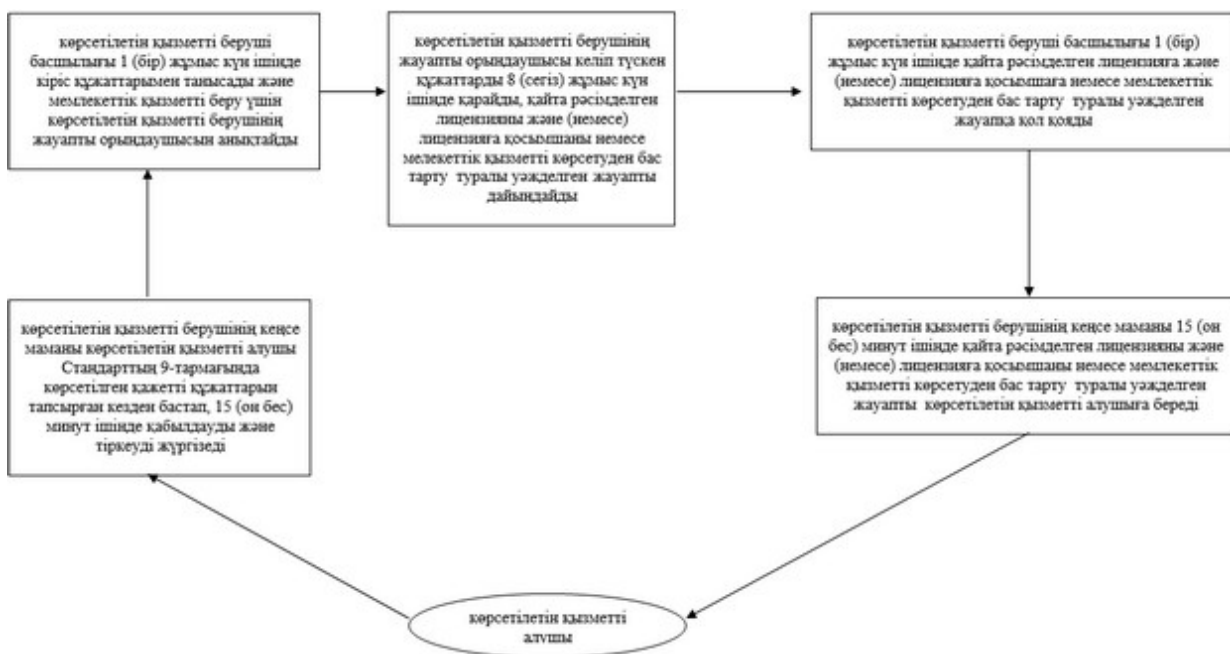 көрсетілетін қызметті беруші
басшылығы 1 (бір) жұмыс күн ішінде
кіріс құжаттарымен танысады және
мемлекеттік қызметті беру үшін
көрсетілетін қызметті берушінің
жауапты орындаушысын анықтайды
көрсетілетін қызметті берушінің
жауапты орындаушысы келіп түскен
құжаттарды 8 (сегіз) жұмыс күн
ішінде қарайды, қайта рәсімделген
лицензияны және (немесе)
лицензияға қосымшаны немесе
мелекеттік қызметті көрсетуден бас
тарту туралы уәжделген жауапты
дайындайды
көрсетілетін қызметті беруші басшылығы 1 (бір)
жұмыс күн ішінде қайта рәсімделген лицензияға және
(немесе) лицензияға қосымшаға немесе мемлекеттік
қызметті көрсетуден бас тарту туралы уәжделген
жауапқа қол қояды
көрсетілетін қызметті берушінің кеңсе
маманы көрсетілетін қызметті алушы
Стандарттың 9-тармағында
көрсетілген қажетті құжаттарын
тапсырған кезден бастап, 15 (он бес)
минут ішінде қабылдауды және
тіркеуді жүргізеді
көрсетілетін қызметті берушінің кеңсе маманы 15 (он
бес) минут ішінде қайта рәсімделген лицензияны және
(немесе) лицензияға қосымшаны немесе мемлекеттік
қызметті көрсетуден бас тарту туралы уәжделген
жауапты көрсетілетін қызметті алушыға береді
көрсетілетін қызметті
алушы